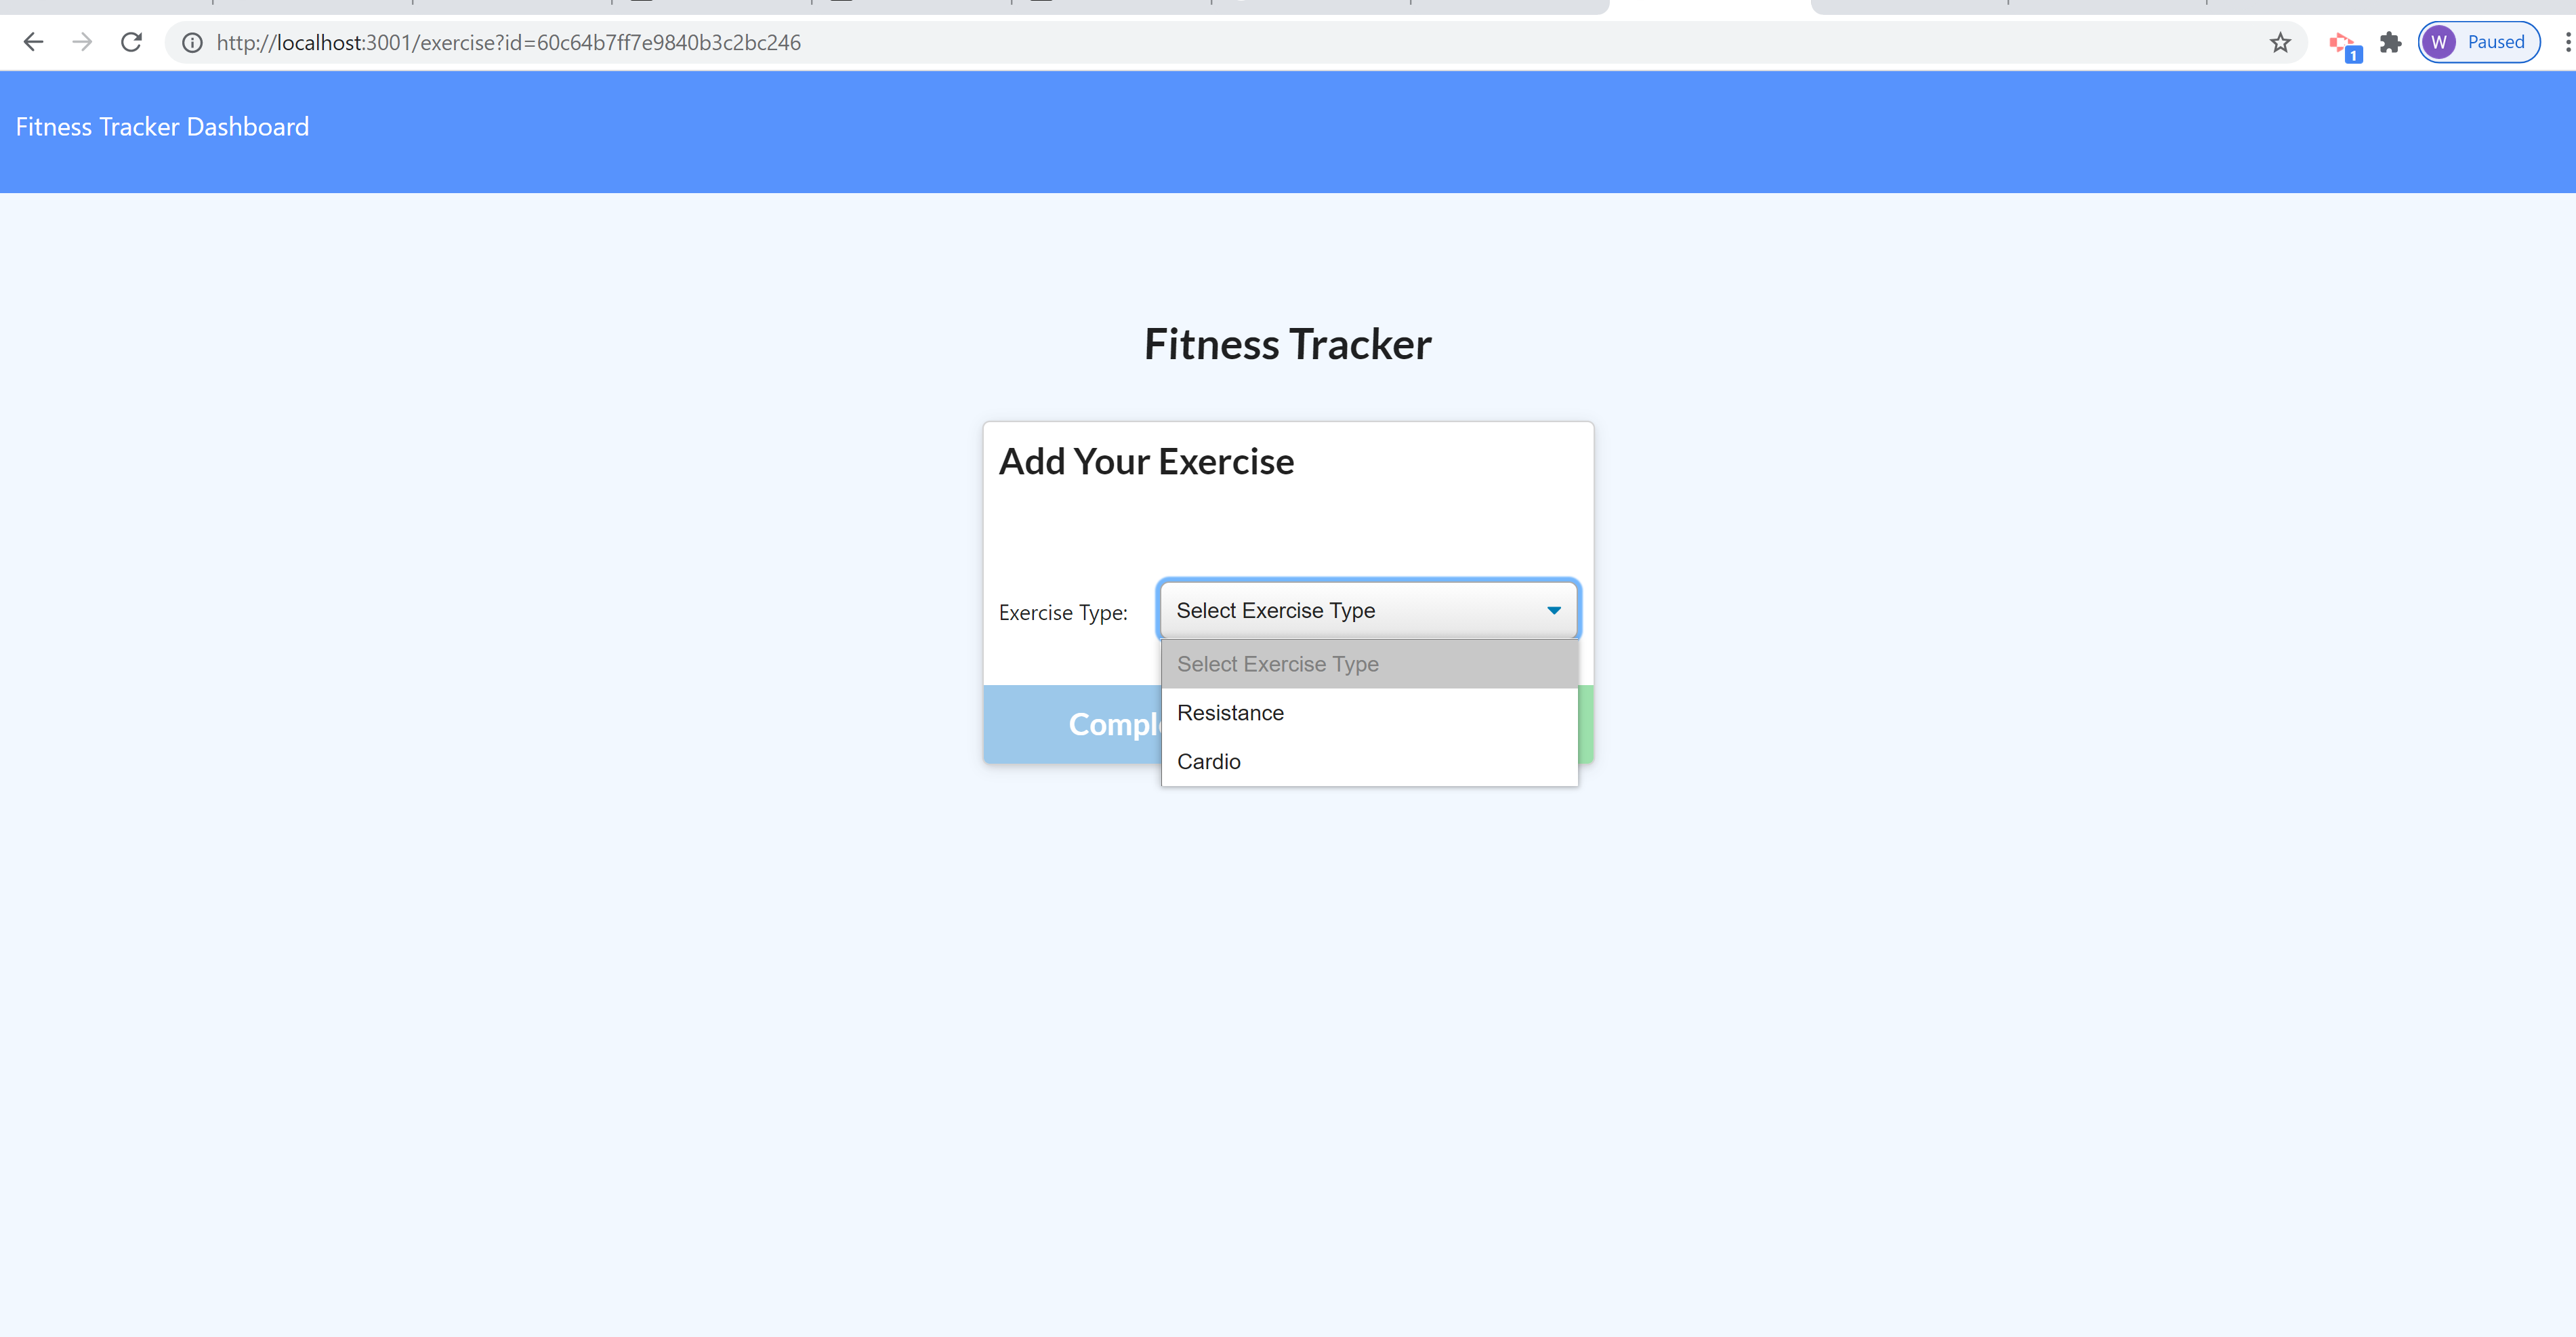 http://localhost:3001/exercise?id=60c64b7ff7e9840b3c2bc246
1
W
Paused
Fitness Tracker Dashboard
Fitness Tracker
Add Your Exercise
Exercise Type:
Select Exercise Type
Select Exercise Type
Resistance
Cardio